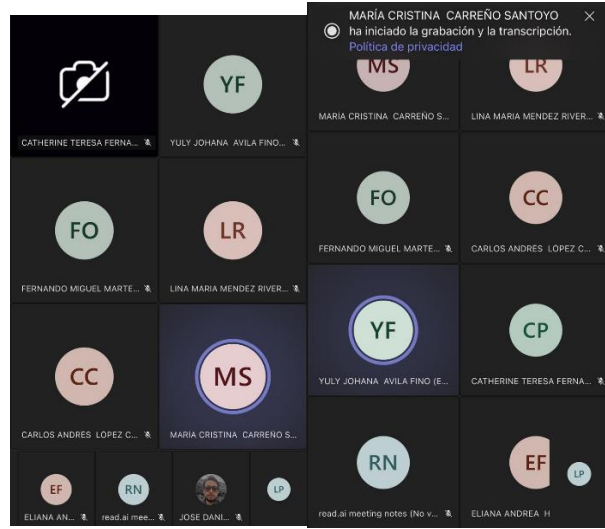 YF
CATHERINE TERESA FERNA...
YULY JOHANA AVILA FINO...
FO
LR
FERNANDO MIGUEL MARTE...
LINA MARIA MENDEZ RIVER...
CC
MS
CARLOS ANDRÉS LÓPEZ C...
MARÍA CRISTINA CARREÑO S...
EF
RN
LP
ELIANA AN...
read.ai mee...
JOSE DANI...
MARÍA CRISTINA CARREÑO SANTOYO
ha iniciado la grabación y la transcripción.
Política de privacidad
MS
LR
MARÍA CRISTINA CARREÑO S...
LINA MARIA MENDEZ RIVER...
FO
CC
FERNANDO MIGUEL MARTE...
CARLOS ANDRÉS LÓPEZ C...
YF
CP
YULY JOHANA AVILA FINO (E...
CATHERINE TERESA FERNA...
RN
EF
LP
read.ai meeting notes (No v...
ELIANA ANDREA H